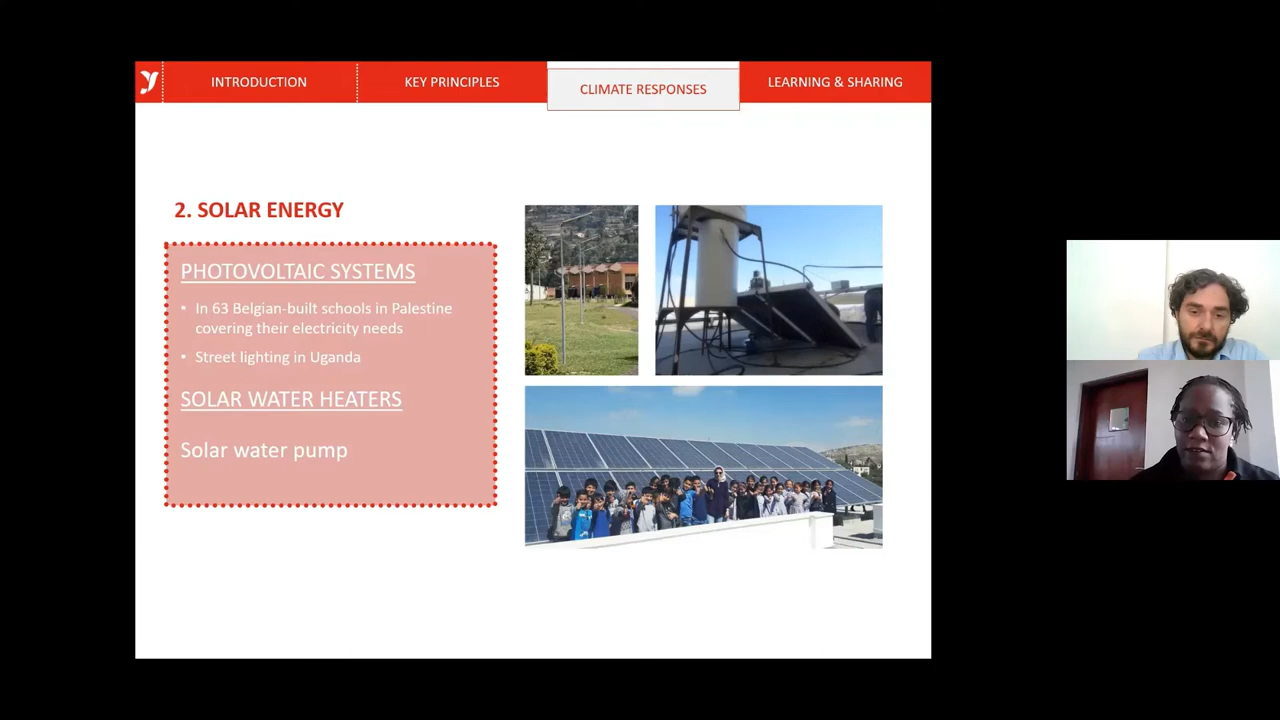 INTRODUCTION
KEY PRINCIPLES
CLIMATE RESPONSES
LEARNING & SHARING
2. SOLAR ENERGY
PHOTOVOLTAIC SYSTEMS
• In 63 Belgian-built schools in Palestine
covering their electricity needs
• Street lighting in Uganda
SOLAR WATER HEATERS
Solar water pump